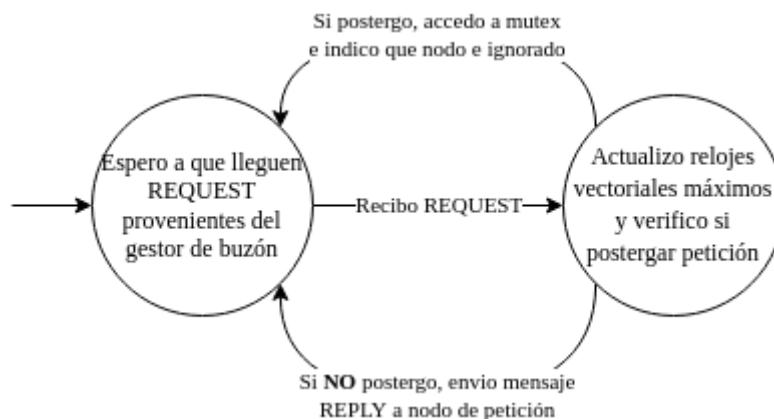 Si postergo, accedo a mutex
e indico que nodo e ignorado
Espero a que lleguen
REQUEST
provenientes del
gestor de buzón
Recibo REQUEST
Actualizo relojes
vectoriales máximos
y verifico si
postergar petición
Si NO postergo, envio mensaje
REPLY a nodo de petición